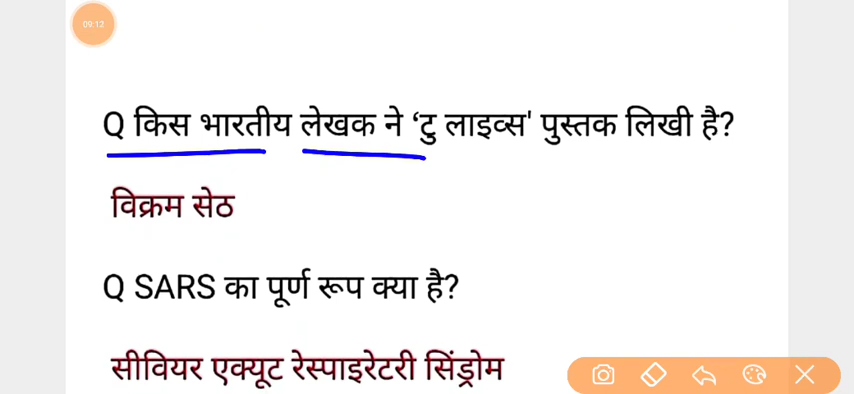 09:12
Q किस भारतीय लेखक ने ‘टु लाइव्स' पुस्तक लिखी है?
विक्रम सेठ
Q SARS का पूर्ण रूप क्या है?
सीवियर एक्यूट रेस्पाइरेटरी सिंड्रोम